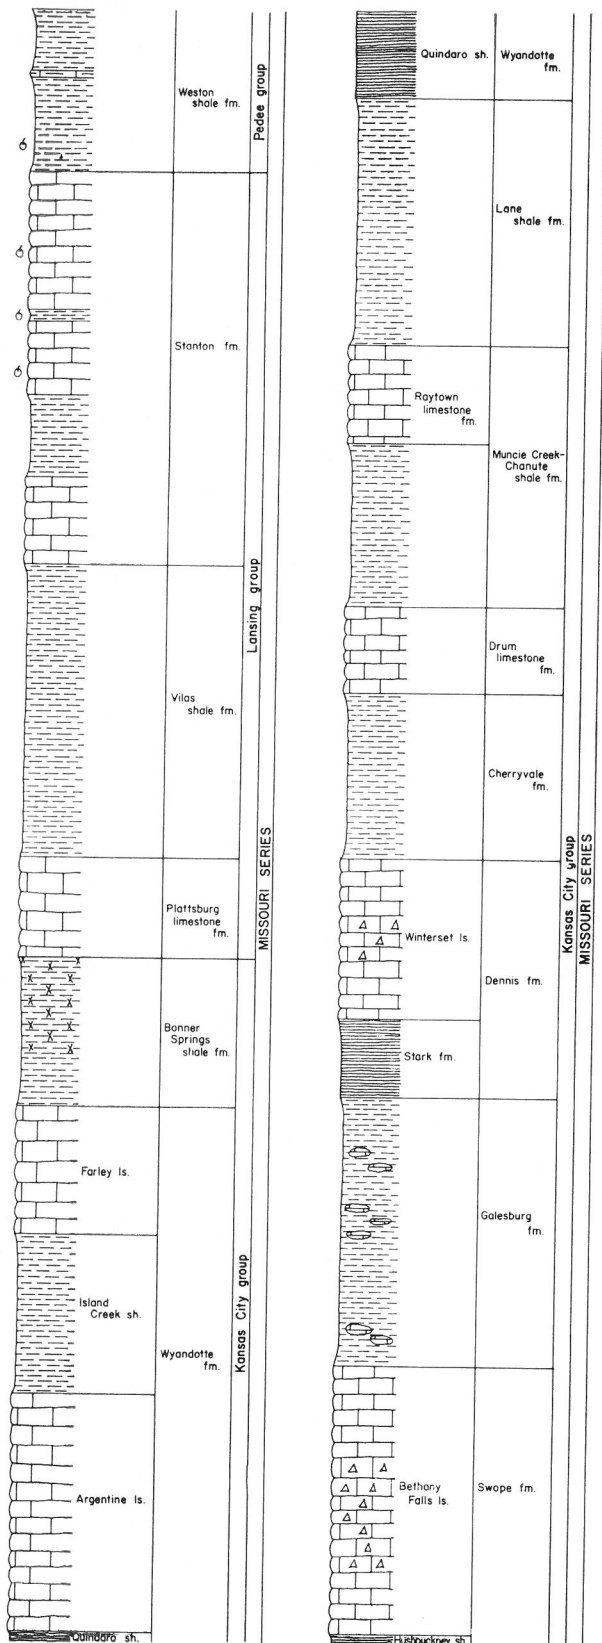 Weston
shale fm.
Pedee group
Stanton fm.
Lansing group
Vilas
shale fm.
MISSOURI SERIES
Plattsburg
limestone
fm.
Bonner
Springs
shale fm.
Farley ls.
Island
Creek sh.
Wyandotte
fm.
Kansas City group
Argentine ls.
Quindaro sh.
Quindaro sh.
Wyandotte
fm.
Lane
shale fm.
Raytown
limestone
fm.
Muncie Creek-
Chanute
shale fm.
Drum
limestone
fm.
Cherryvale
fm.
Kansas City group
MISSOURI SERIES
Winterset ls.
Dennis fm.
Stark fm.
Galesburg
fm.
Bethany
Falls ls.
Swope fm.
Hushpuckney sh.